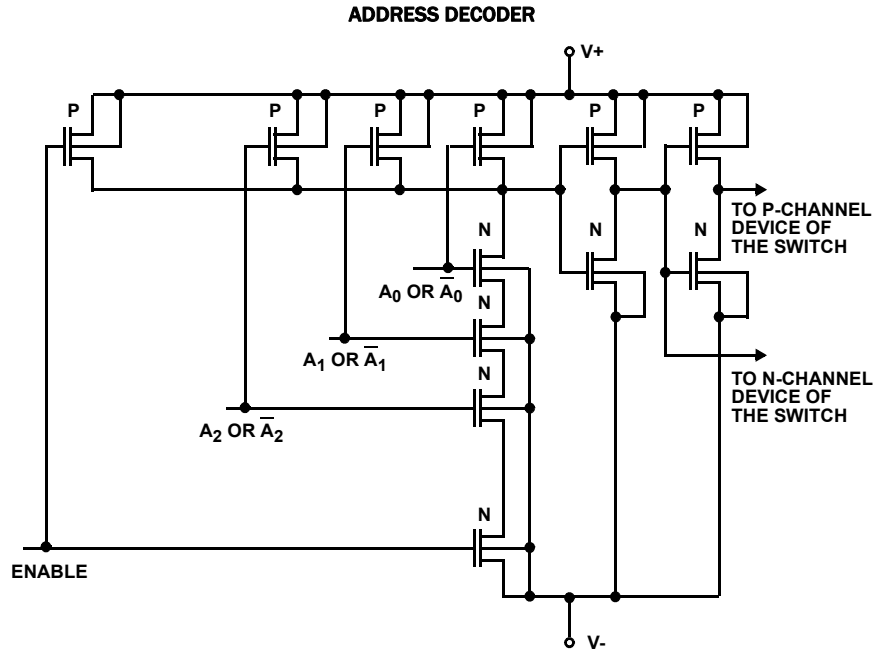 ADDRESS DECODER
V+
P
P
P
P
P
P
TO P-CHANNEL
DEVICE OF
THE SWITCH
N
N
N
A0 OR A̅0
N
A1 OR A̅1
N
A2 OR A̅2
TO N-CHANNEL
DEVICE OF
THE SWITCH
N
ENABLE
V-